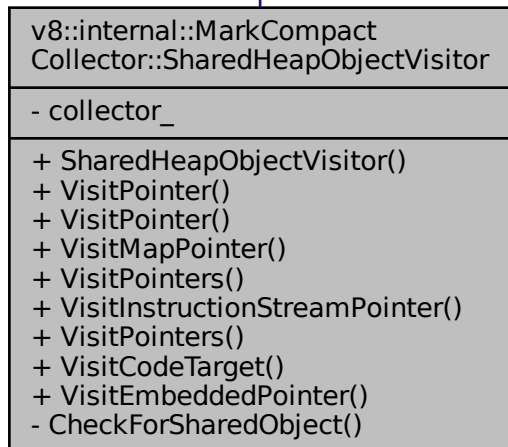 v8::internal::MarkCompact
Collector::SharedHeapObjectVisitor
- collector_
+ SharedHeapObjectVisitor()
+ VisitPointer()
+ VisitPointer()
+ VisitMapPointer()
+ VisitPointers()
+ VisitInstructionStreamPointer()
+ VisitPointers()
+ VisitCodeTarget()
+ VisitEmbeddedPointer()
- CheckForSharedObject()